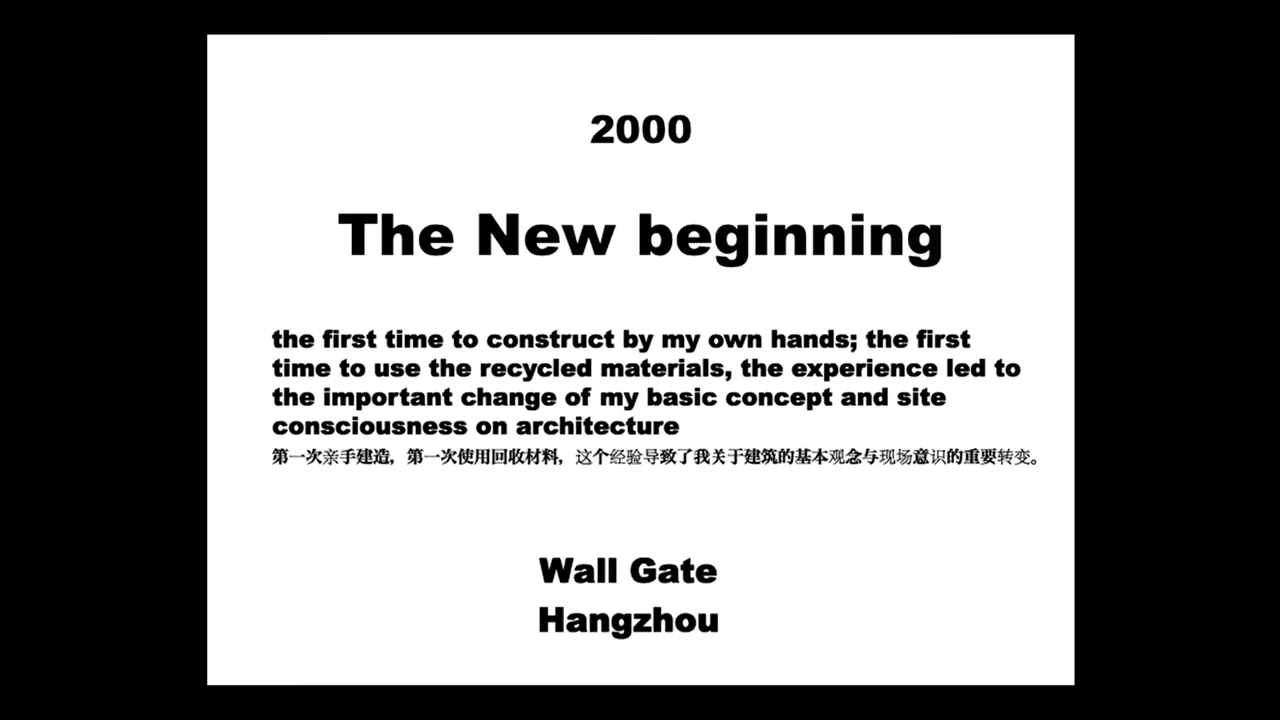 2000
The New beginning
the first time to construct by my own hands; the first
time to use the recycled materials, the experience led to
the important change of my basic concept and site
consciousness on architecture
第一次亲手建造，第一次使用回收材料，这个经验导致了我关于建筑的基本观念与现场意识的重要转变。
Wall Gate
Hangzhou